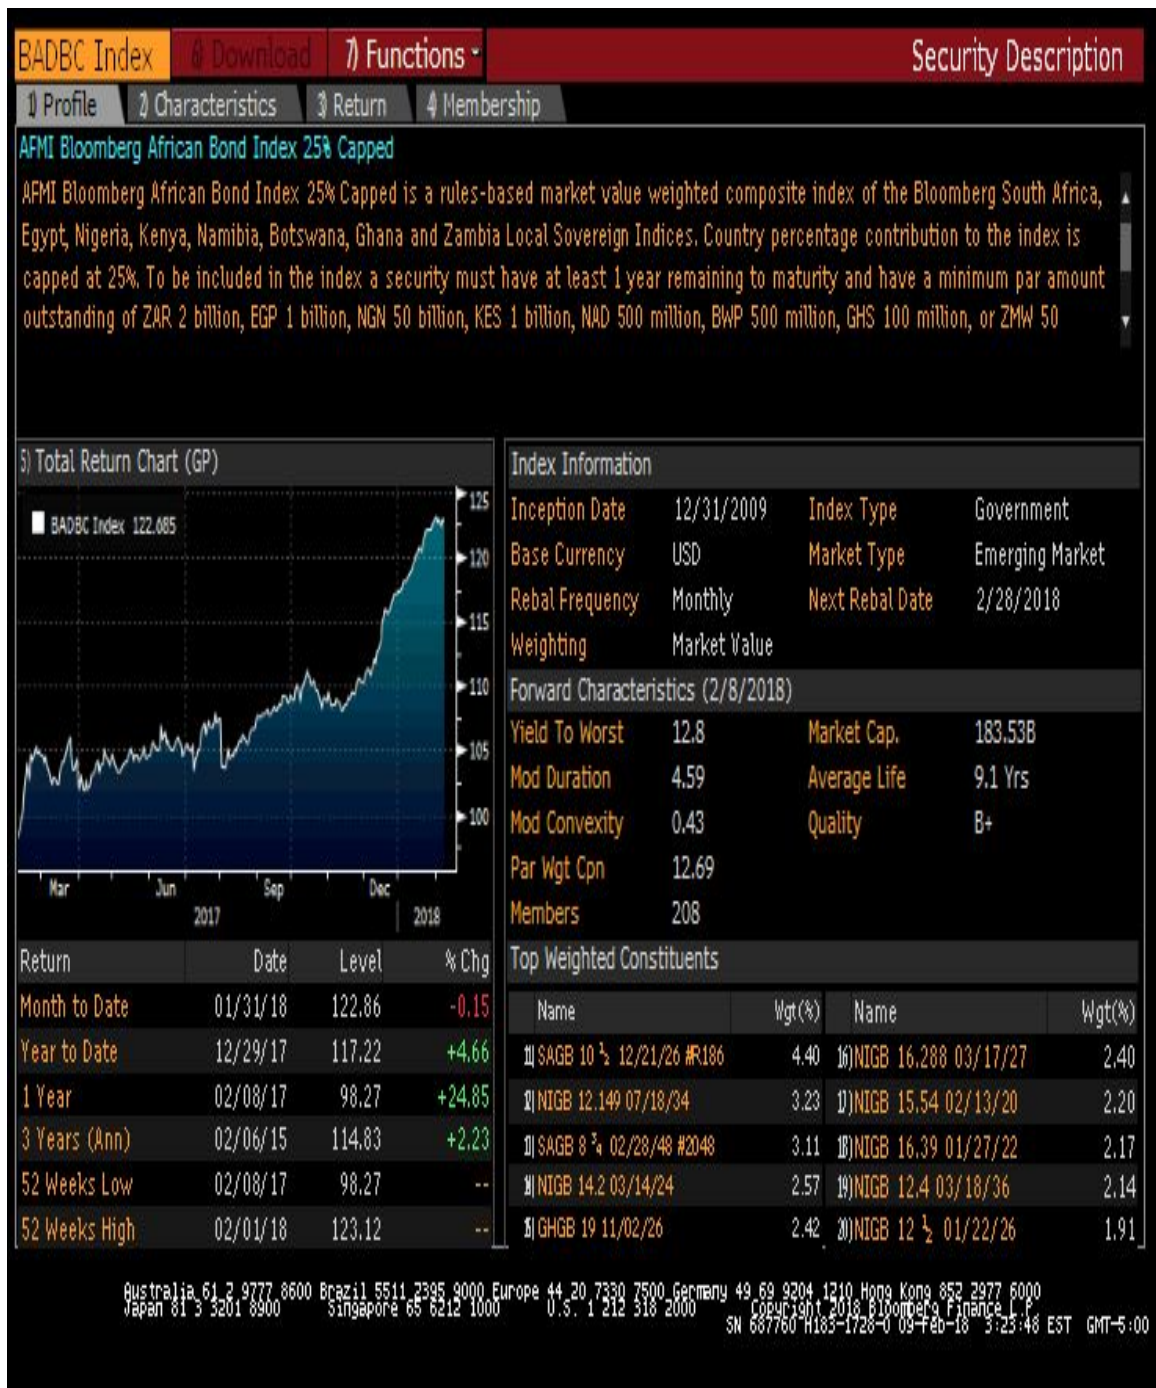 BADBC Index 6) Download 7) Functions Security Description
1) Profile 2) Characteristics 3) Return 4) Membership
AFMI Bloomberg African Bond Index 25% Capped
AFMI Bloomberg African Bond Index 25% Capped is a rules-based market value weighted composite index of the Bloomberg South Africa,
Egypt, Nigeria, Kenya, Namibia, Botswana, Ghana and Zambia Local Sovereign Indices. Country percentage contribution to the index is
capped at 25%. To be included in the index a security must have at least 1 year remaining to maturity and have a minimum par amount
outstanding of ZAR 2 billion, EGP 1 billion, NGN 50 billion, KES 1 billion, NAD 500 million, BWP 500 million, GHS 100 million, or ZMW 50
5) Total Return Chart (GP)
BADBC Index 122.685
125
120
115
110
105
100
Mar Jun Sep Dec
2017 2018
Return Date Level % Chg
Month to Date 01/31/18 122.86 -0.15
Year to Date 12/29/17 117.22 +4.66
1 Year 02/08/17 98.27 +24.85
3 Years (Ann) 02/06/15 114.83 +2.23
52 Weeks Low 02/08/17 98.27 --
52 Weeks High 02/01/18 123.12 --
Index Information
Inception Date 12/31/2009 Index Type Government
Base Currency USD Market Type Emerging Market
Rebal Frequency Monthly Next Rebal Date 2/28/2018
Weighting Market Value
Forward Characteristics (2/8/2018)
Yield To Worst 12.8 Market Cap. 183.53B
Mod Duration 4.59 Average Life 9.1 Yrs
Mod Convexity 0.43 Quality B+
Par Wgt Cpn 12.69
Members 208
Top Weighted Constituents
Name Wgt(%) Name Wgt(%)
11) SAGB 10 ½ 12/21/26 #R186 4.40 16) NIGB 16.288 03/17/27 2.40
12) NIGB 12.149 07/18/34 3.23 17) NIGB 15.54 02/13/20 2.20
13) SAGB 8 ¾ 02/28/48 #2048 3.11 18) NIGB 16.39 01/27/22 2.17
14) NIGB 14.2 03/14/24 2.57 19) NIGB 12.4 03/18/36 2.14
15) GHGB 19 11/02/26 2.42 20) NIGB 12 ½ 01/22/26 1.91
Australia 61 2 9777 8600 Brazil 5511 2395 9000 Europe 44 20 7330 7500 Germany 49 69 9204 1210 Hong Kong 852 2977 6000
Japan 81 3 3201 8900 Singapore 65 6212 1000 U.S. 1 212 318 2000 Copyright 2018 Bloomberg Finance L.P.
SN 687760 H183-1728-0 09-Feb-18 3:23:48 EST GMT-5:00